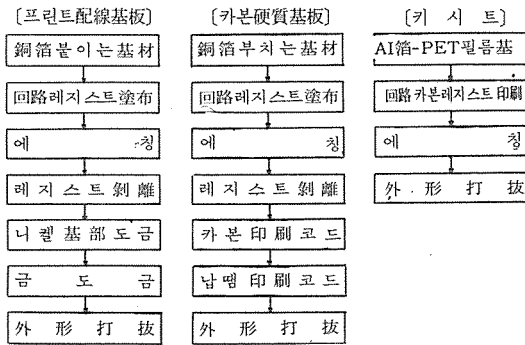 [프린트配線基板]
銅箔붙이는基材
回路레지스트塗布
에 칭
레지스트剝離
니켈基部도금
금도금
外形打拔
[카본硬質基板]
銅箔부치는基材
回路레지스트塗布
에 칭
레지스트剝離
카본印刷코드
납땜印刷코드
外形打拔
[키 시 트]
AI箔-PET필름基
回路카본레지스트印刷
에 칭
外形打拔